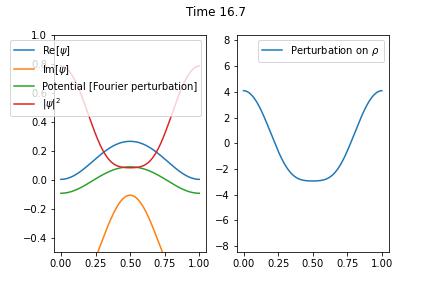 Time 16.7
1.0
0.8
0.6
0.4
0.2
0.0
−0.2
−0.4
Re[ψ]
Im[ψ]
Potential [Fourier perturbation]
|ψ|²
0.00 0.25 0.50 0.75 1.00
8
6
4
2
0
−2
−4
−6
−8
Perturbation on ρ
0.00 0.25 0.50 0.75 1.00